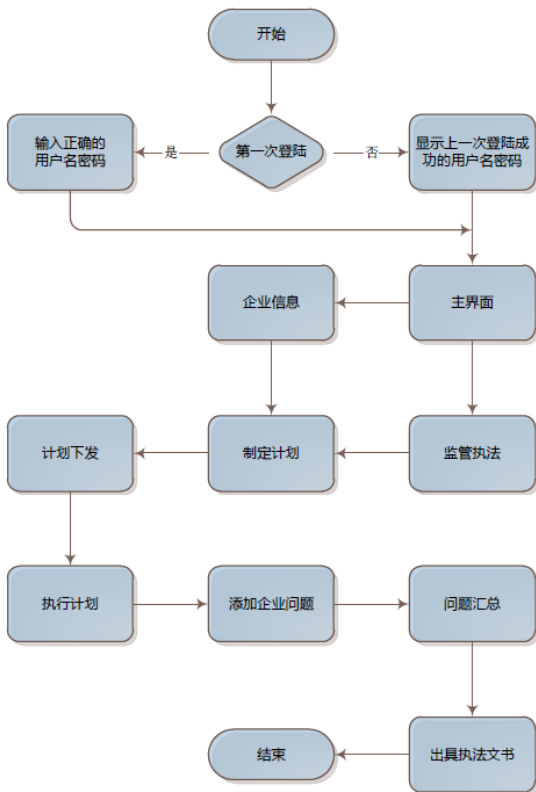 开始
输入正确的
用户名密码
是
第一次登陆
否
显示上一次登陆成
功的用户名密码
企业信息
主界面
计划下发
制定计划
监管执法
执行计划
添加企业问题
问题汇总
结束
出具执法文书